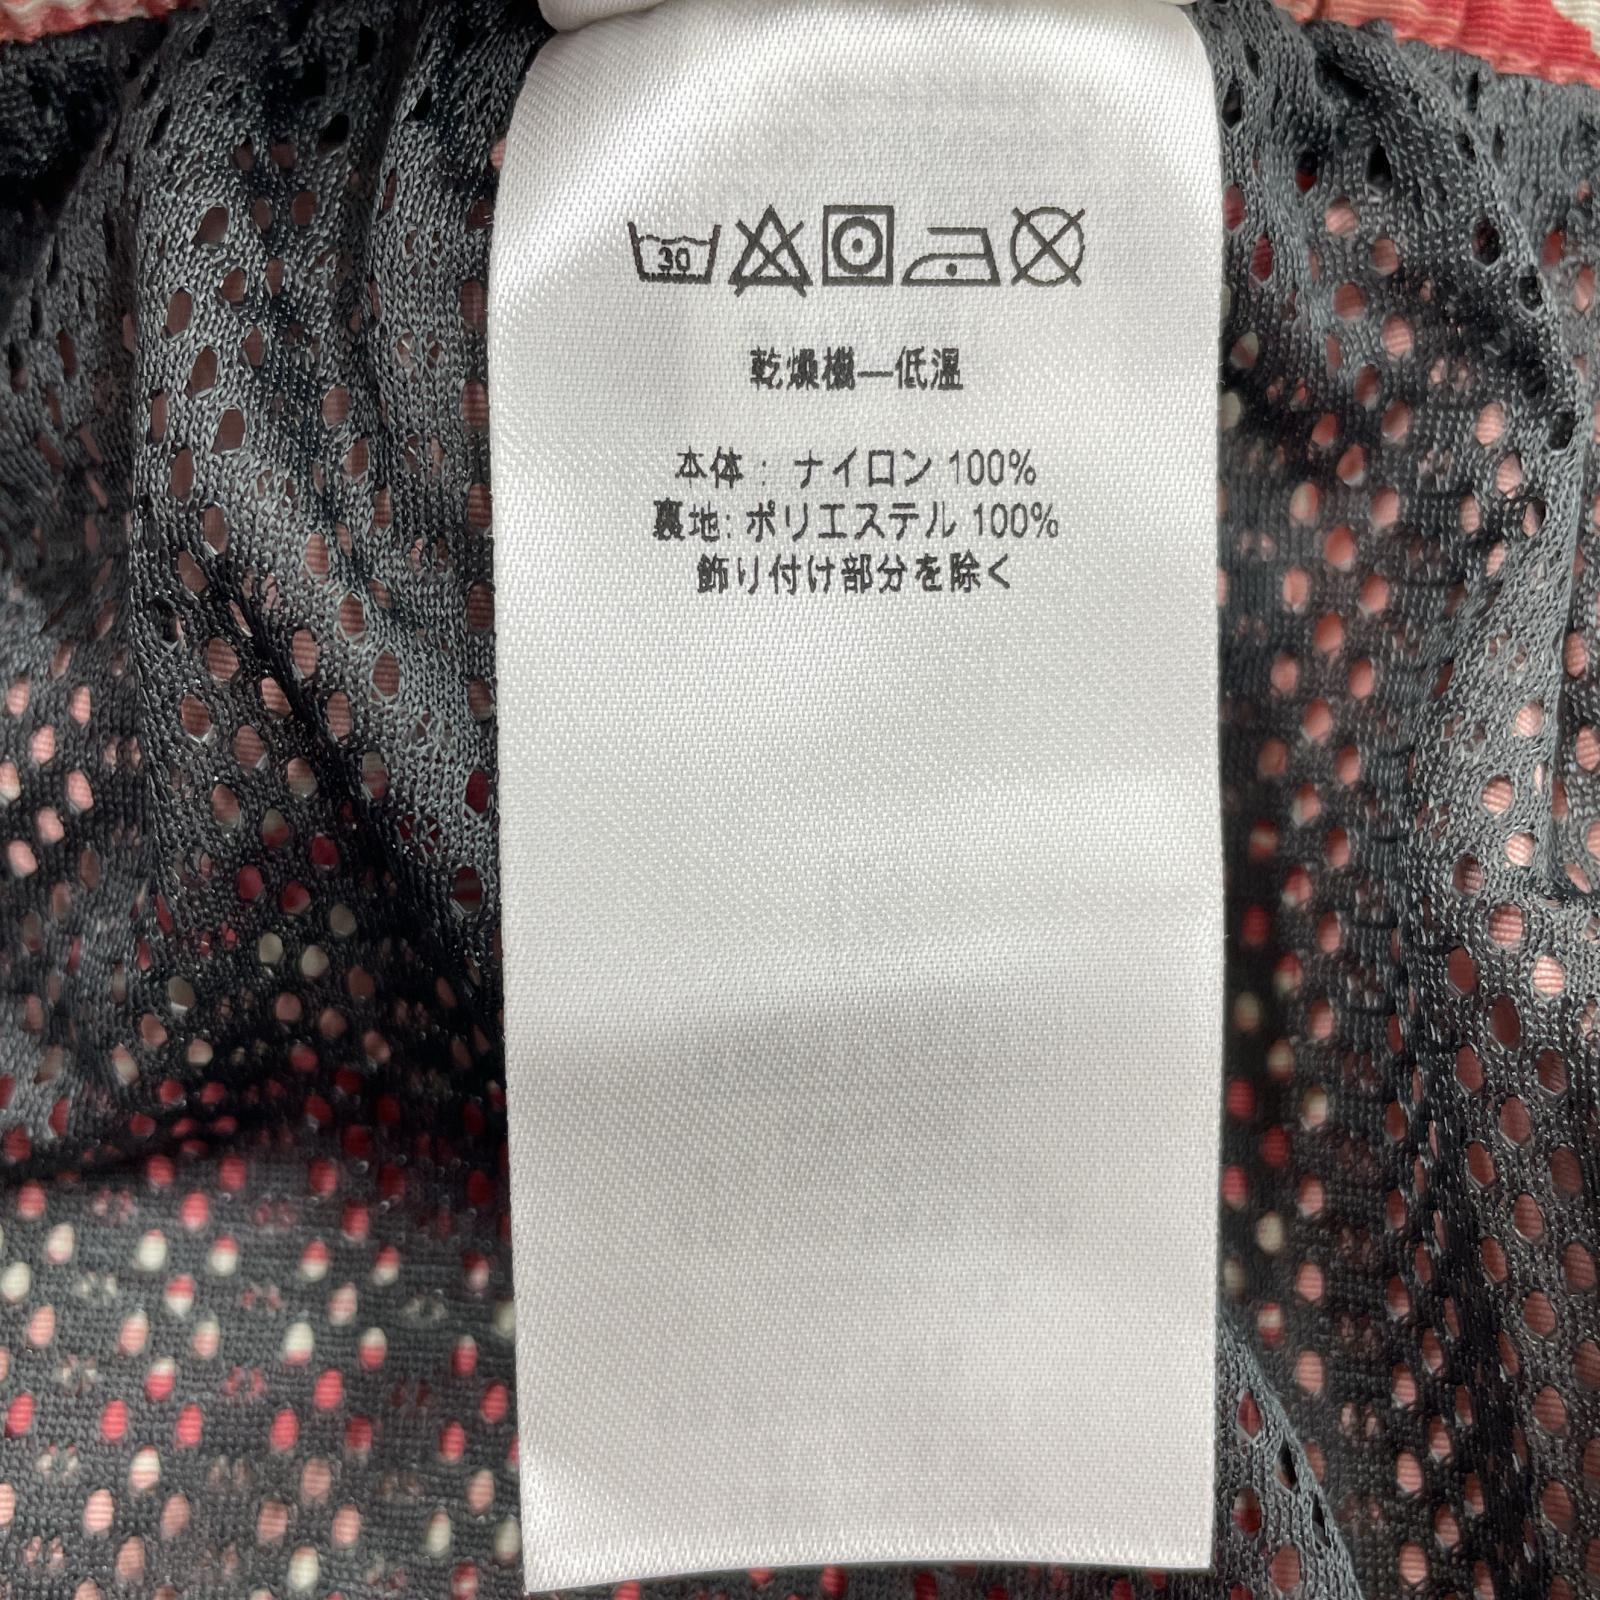 30
乾燥機—低温
本体: ナイロン 100%
裏地: ポリエステル 100%
飾り付け部分を除く